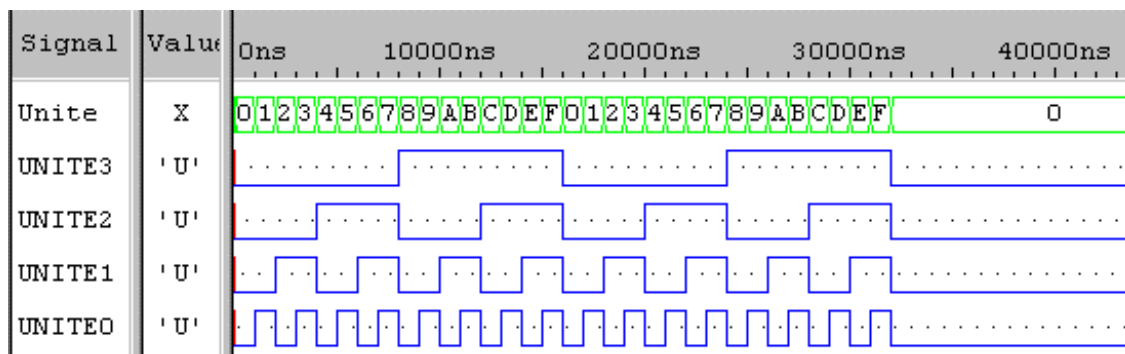 Signal Value 0ns 10000ns 20000ns 30000ns 40000ns
Unite X 0 1 2 3 4 5 6 7 8 9 A B C D E F 0 1 2 3 4 5 6 7 8 9 A B C D E F 0
UNITE3 'U'
UNITE2 'U'
UNITE1 'U'
UNITE0 'U'